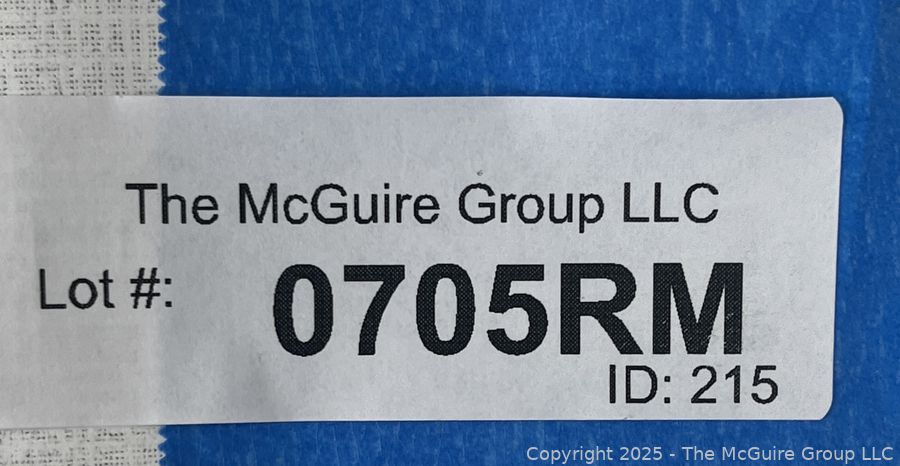 The McGuire Group LLC
Lot #: 0705RM
ID: 215
Copyright 2025 - The McGuire Group LLC